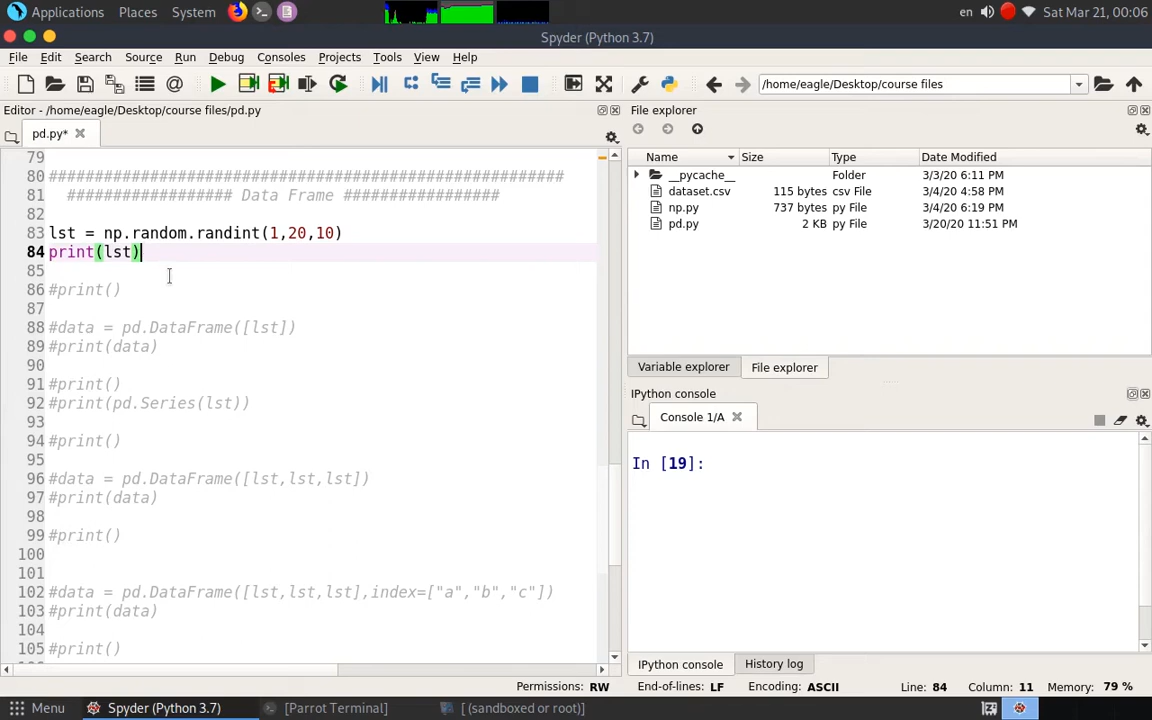 Applications Places System en Sat Mar 21, 00:06
Spyder (Python 3.7)
File Edit Search Source Run Debug Consoles Projects Tools View Help
/home/eagle/Desktop/course files
Editor - /home/eagle/Desktop/course files/pd.py
pd.py*
79
80 ########################################################
81 ################## Data Frame #################
82
83 lst = np.random.randint(1,20,10)
84 print(lst)
85
86 #print()
87
88 #data = pd.DataFrame([lst])
89 #print(data)
90
91 #print()
92 #print(pd.Series(lst))
93
94 #print()
95
96 #data = pd.DataFrame([lst,lst,lst])
97 #print(data)
98
99 #print()
100
101
102 #data = pd.DataFrame([lst,lst,lst],index=["a","b","c"])
103 #print(data)
104
105 #print()
File explorer
Name Size Type Date Modified
__pycache__ Folder 3/3/20 6:11 PM
dataset.csv 115 bytes csv File 3/4/20 4:58 PM
np.py 737 bytes py File 3/4/20 6:19 PM
pd.py 2 KB py File 3/20/20 11:51 PM
Variable explorer File explorer
IPython console
Console 1/A
In [19]:
IPython console History log
Permissions: RW End-of-lines: LF Encoding: ASCII Line: 84 Column: 11 Memory: 79 %
Menu Spyder (Python 3.7) [Parrot Terminal] [ (sandboxed or root)]